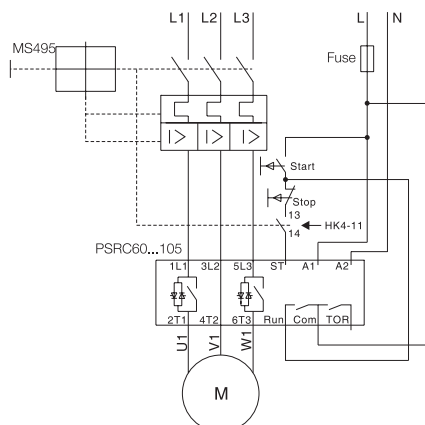 L1 L2 L3 L N
MS495
Fuse
Start
Stop
13
HK4-11
14
PSRC60...105
1L1 3L2 5L3 ST A1 A2
2T1 4T2 6T3 Run Com TOR
U1 V1 W1
M